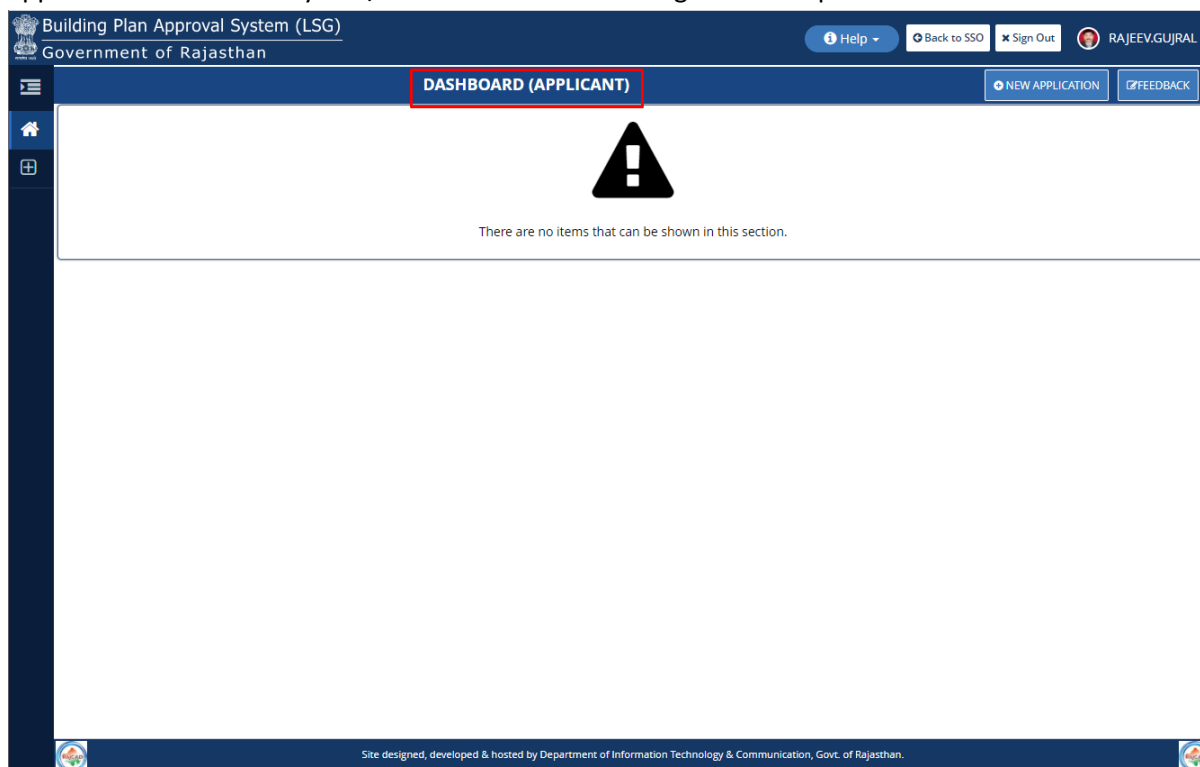 Building Plan Approval System (LSG)
Government of Rajasthan
Help
Back to SSO
Sign Out
RAJEEV.GUJRAL
DASHBOARD (APPLICANT)
NEW APPLICATION
FEEDBACK
There are no items that can be shown in this section.
Site designed, developed & hosted by Department of Information Technology & Communication, Govt. of Rajasthan.